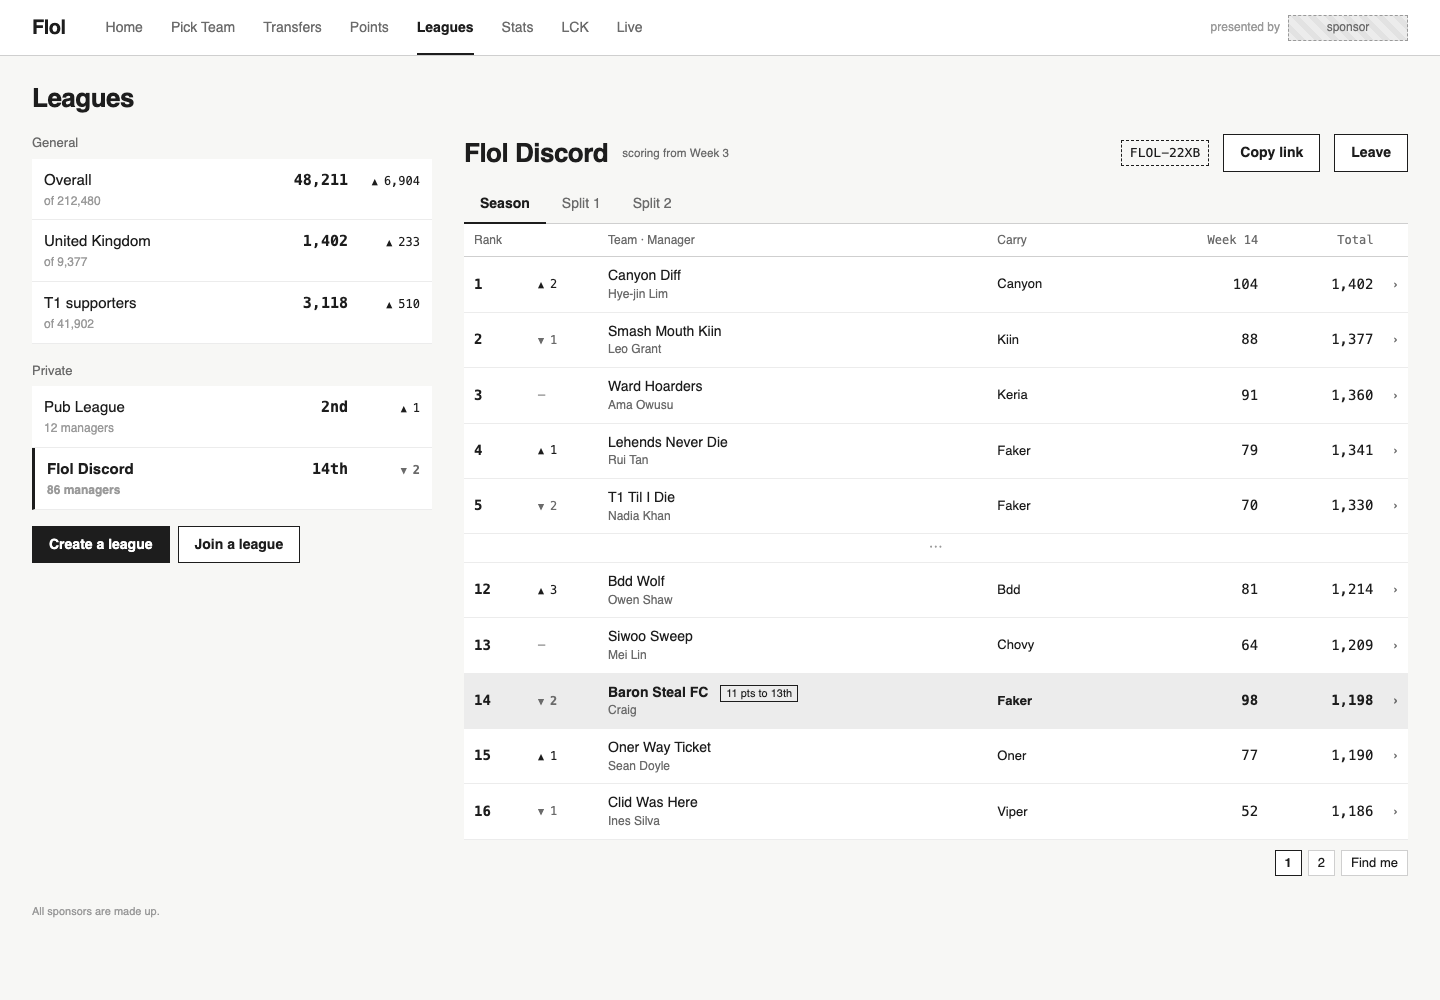 Flol Home Pick Team Transfers Points Leagues Stats LCK Live presented by sponsor
Leagues
General
Overall 48,211 ▲ 6,904
of 212,480
United Kingdom 1,402 ▲ 233
of 9,377
T1 supporters 3,118 ▲ 510
of 41,902
Private
Pub League 2nd ▲ 1
12 managers
Flol Discord 14th ▼ 2
86 managers
Create a league Join a league
Flol Discord scoring from Week 3 FLOL-22XB Copy link Leave
Season Split 1 Split 2
Rank Team · Manager Carry Week 14 Total
1 ▲ 2 Canyon Diff Canyon 104 1,402 ›
Hye-jin Lim
2 ▼ 1 Smash Mouth Kiin Kiin 88 1,377 ›
Leo Grant
3 – Ward Hoarders Keria 91 1,360 ›
Ama Owusu
4 ▲ 1 Lehends Never Die Faker 79 1,341 ›
Rui Tan
5 ▼ 2 T1 Til I Die Faker 70 1,330 ›
Nadia Khan
…
12 ▲ 3 Bdd Wolf Bdd 81 1,214 ›
Owen Shaw
13 – Siwoo Sweep Chovy 64 1,209 ›
Mei Lin
14 ▼ 2 Baron Steal FC 11 pts to 13th Faker 98 1,198 ›
Craig
15 ▲ 1 Oner Way Ticket Oner 77 1,190 ›
Sean Doyle
16 ▼ 1 Clid Was Here Viper 52 1,186 ›
Ines Silva
1 2 Find me
All sponsors are made up.